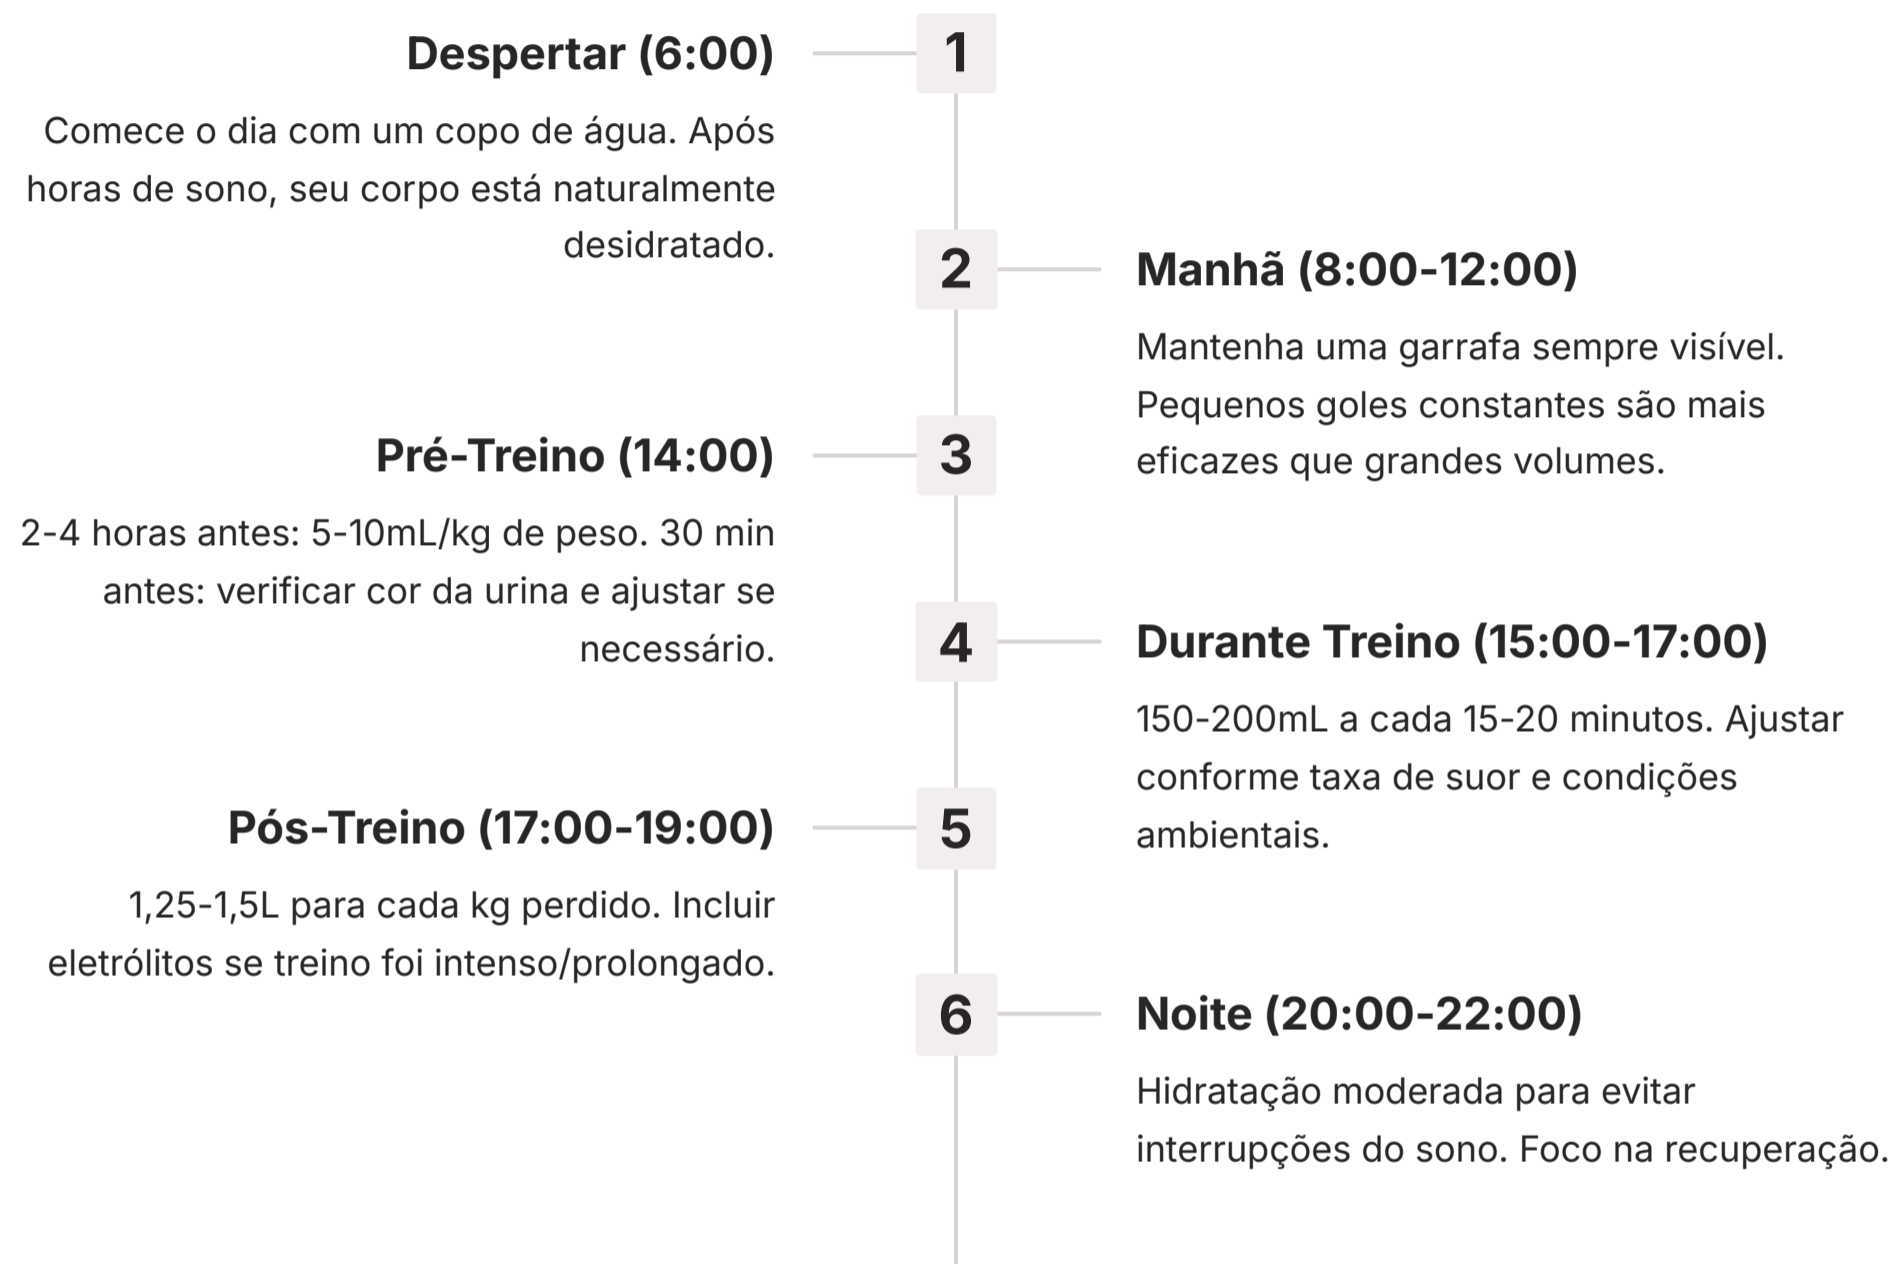 Despertar (6:00)
1
Comece o dia com um copo de água. Após
horas de sono, seu corpo está naturalmente
desidratado.
2
Manhã (8:00-12:00)
Mantenha uma garrafa sempre visível.
Pequenos goles constantes são mais
eficazes que grandes volumes.
Pré-Treino (14:00)
3
2-4 horas antes: 5-10mL/kg de peso. 30 min
antes: verificar cor da urina e ajustar se
necessário.
4
Durante Treino (15:00-17:00)
150-200mL a cada 15-20 minutos. Ajustar
conforme taxa de suor e condições
ambientais.
Pós-Treino (17:00-19:00)
5
1,25-1,5L para cada kg perdido. Incluir
eletrólitos se treino foi intenso/prolongado.
6
Noite (20:00-22:00)
Hidratação moderada para evitar
interrupções do sono. Foco na recuperação.